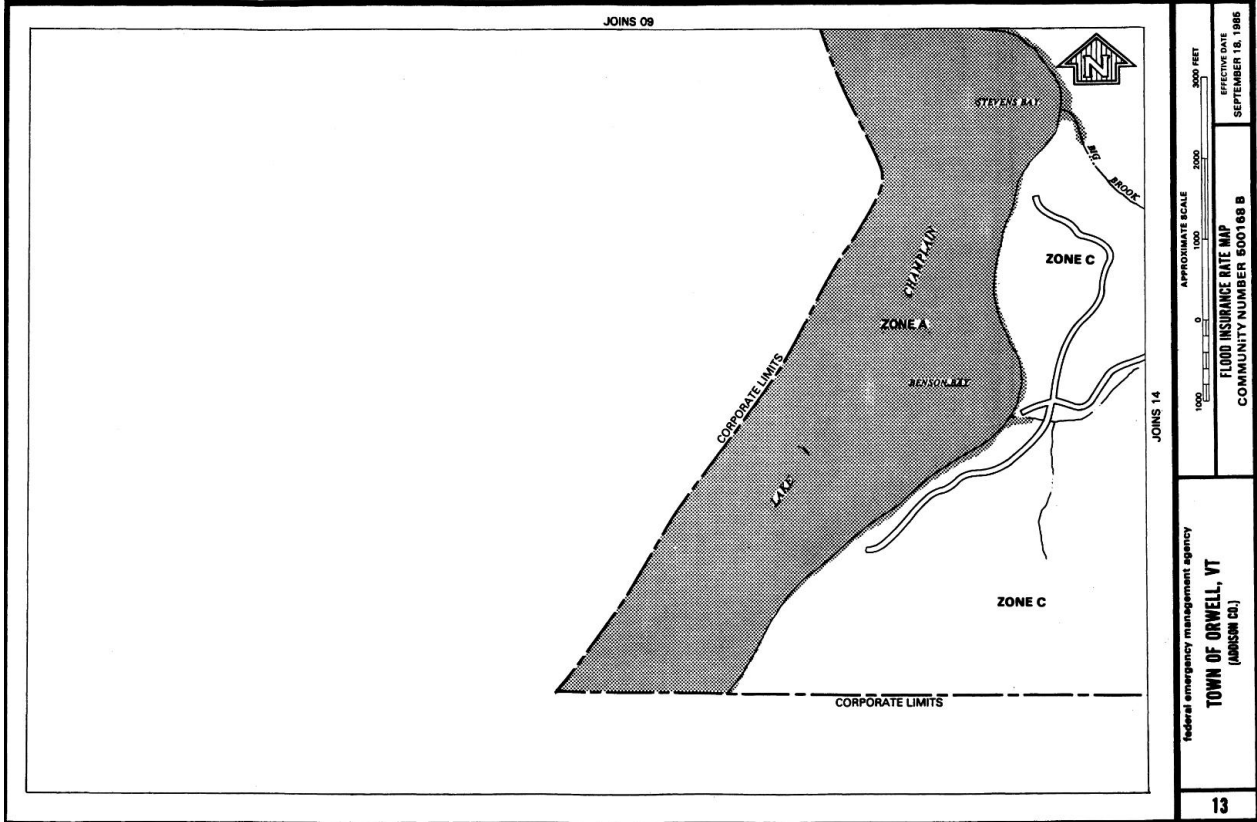 JOINS 09
N
STEVENS BAY
BIG
BROOK
ZONE C
CHAMPLAIN
ZONE A
CORPORATE LIMITS
BENSON BAY
LAKE
ZONE C
CORPORATE LIMITS
JOINS 14
APPROXIMATE SCALE
1000 0 1000 2000 3000 FEET
EFFECTIVE DATE
SEPTEMBER 18, 1985
FLOOD INSURANCE RATE MAP
COMMUNITY NUMBER 500168 B
federal emergency management agency
TOWN OF ORWELL, VT
(ADDISON CO.)
13